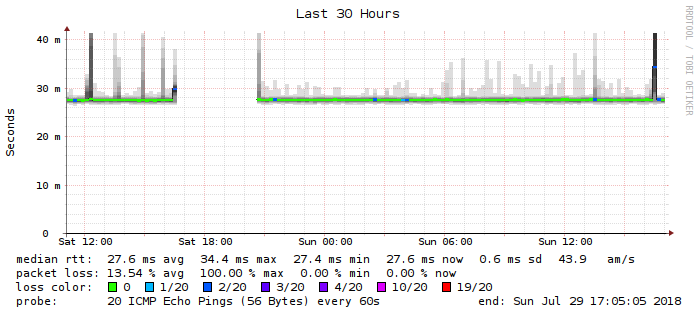 Last 30 Hours
RRDTOOL / TOBI OETIKER
Seconds
40 m
30 m
20 m
10 m
0
Sat 12:00 Sat 18:00 Sun 00:00 Sun 06:00 Sun 12:00
median rtt: 27.6 ms avg 34.4 ms max 27.4 ms min 27.6 ms now 0.6 ms sd 43.9 am/s
packet loss: 13.54 % avg 100.00 % max 0.00 % min 0.00 % now
loss color: 0 1/20 2/20 3/20 4/20 10/20 19/20
probe: 20 ICMP Echo Pings (56 Bytes) every 60s end: Sun Jul 29 17:05:05 2018